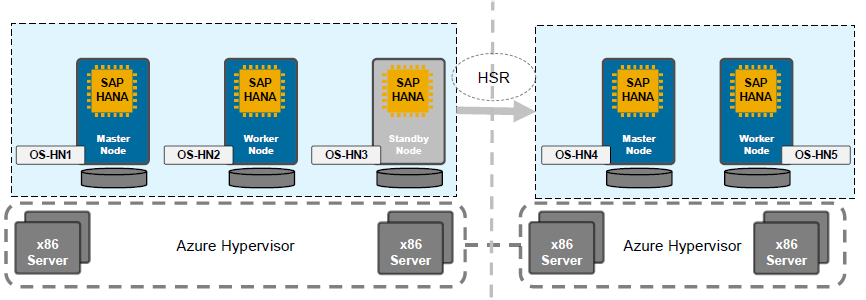 SAP
HANA
Master
Node
OS-HN1
SAP
HANA
Worker
Node
OS-HN2
SAP
HANA
Standby
Node
OS-HN3
HSR
SAP
HANA
Master
Node
OS-HN4
SAP
HANA
Worker
Node
OS-HN5
x86
Server
Azure Hypervisor
x86
Server
x86
Server
Azure Hypervisor
x86
Server